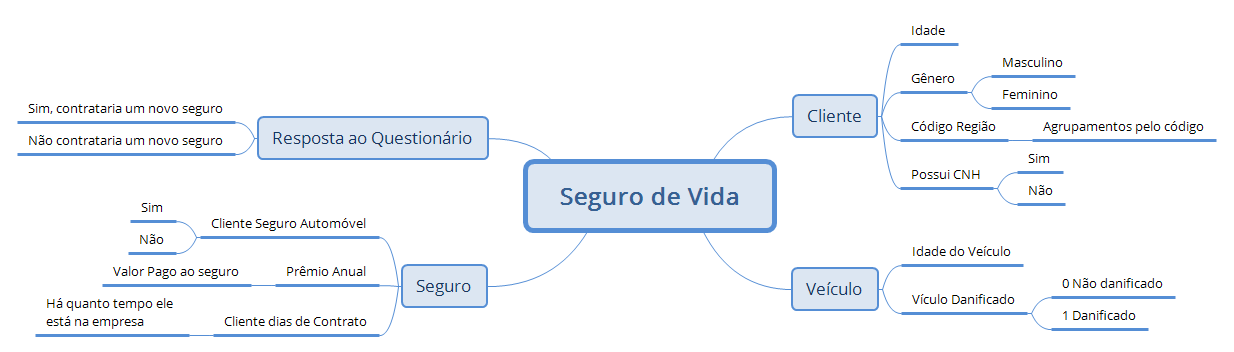 Seguro de Vida
Cliente
Idade
Gênero
Masculino
Feminino
Código Região
Agrupamentos pelo código
Possui CNH
Sim
Não
Veículo
Idade do Veículo
Vículo Danificado
0 Não danificado
1 Danificado
Resposta ao Questionário
Sim, contrataria um novo seguro
Não contrataria um novo seguro
Seguro
Cliente Seguro Automóvel
Sim
Não
Prêmio Anual
Valor Pago ao seguro
Cliente dias de Contrato
Há quanto tempo ele
está na empresa